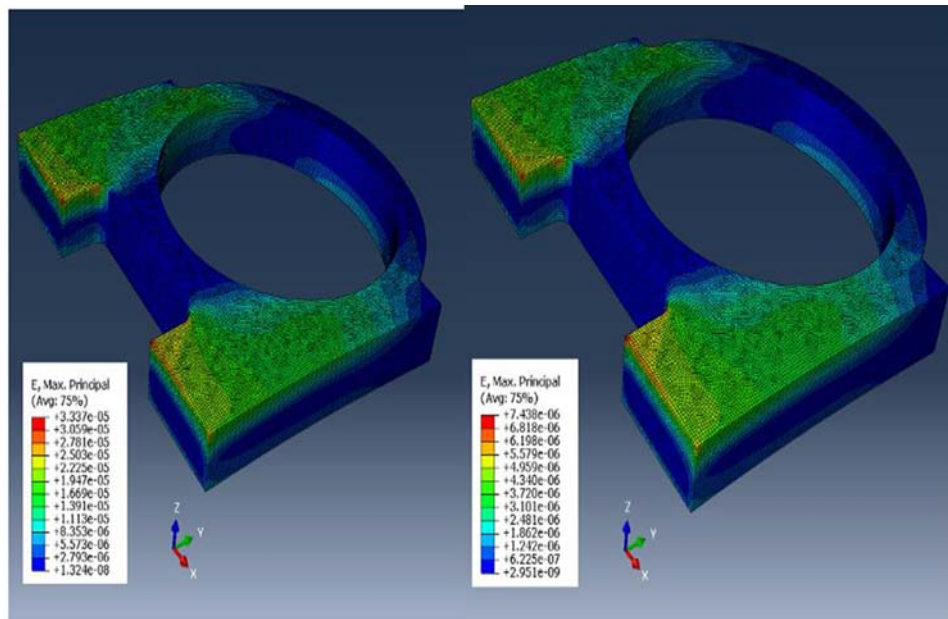 E, Max. Principal
(Avg: 75%)
+3.337e-05
+3.059e-05
+2.781e-05
+2.503e-05
+2.225e-05
+1.947e-05
+1.669e-05
+1.391e-05
+1.113e-05
+8.353e-06
+5.573e-06
+2.793e-06
+1.324e-08
Z
Y
X
E, Max. Principal
(Avg: 75%)
+7.438e-06
+6.818e-06
+6.198e-06
+5.579e-06
+4.959e-06
+4.340e-06
+3.720e-06
+3.101e-06
+2.481e-06
+1.862e-06
+1.242e-06
+6.225e-07
+2.951e-09
Z
Y
X